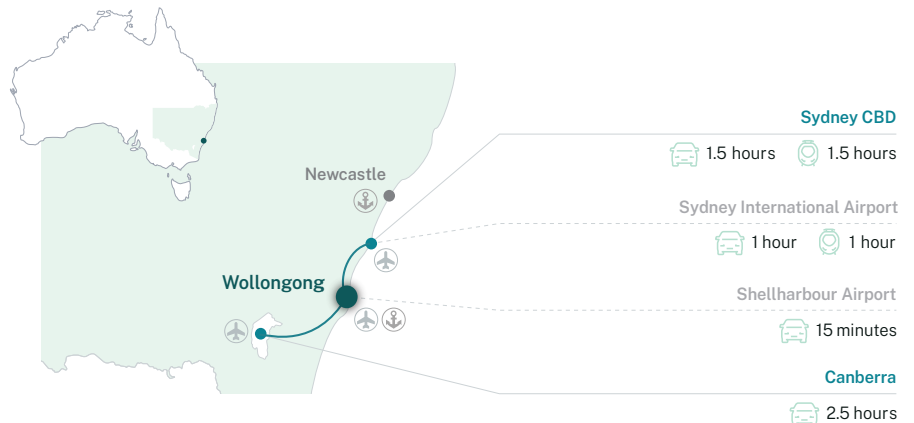 Sydney CBD
1.5 hours 1.5 hours
Newcastle
Sydney International Airport
1 hour 1 hour
Wollongong
Shellharbour Airport
15 minutes
Canberra
2.5 hours